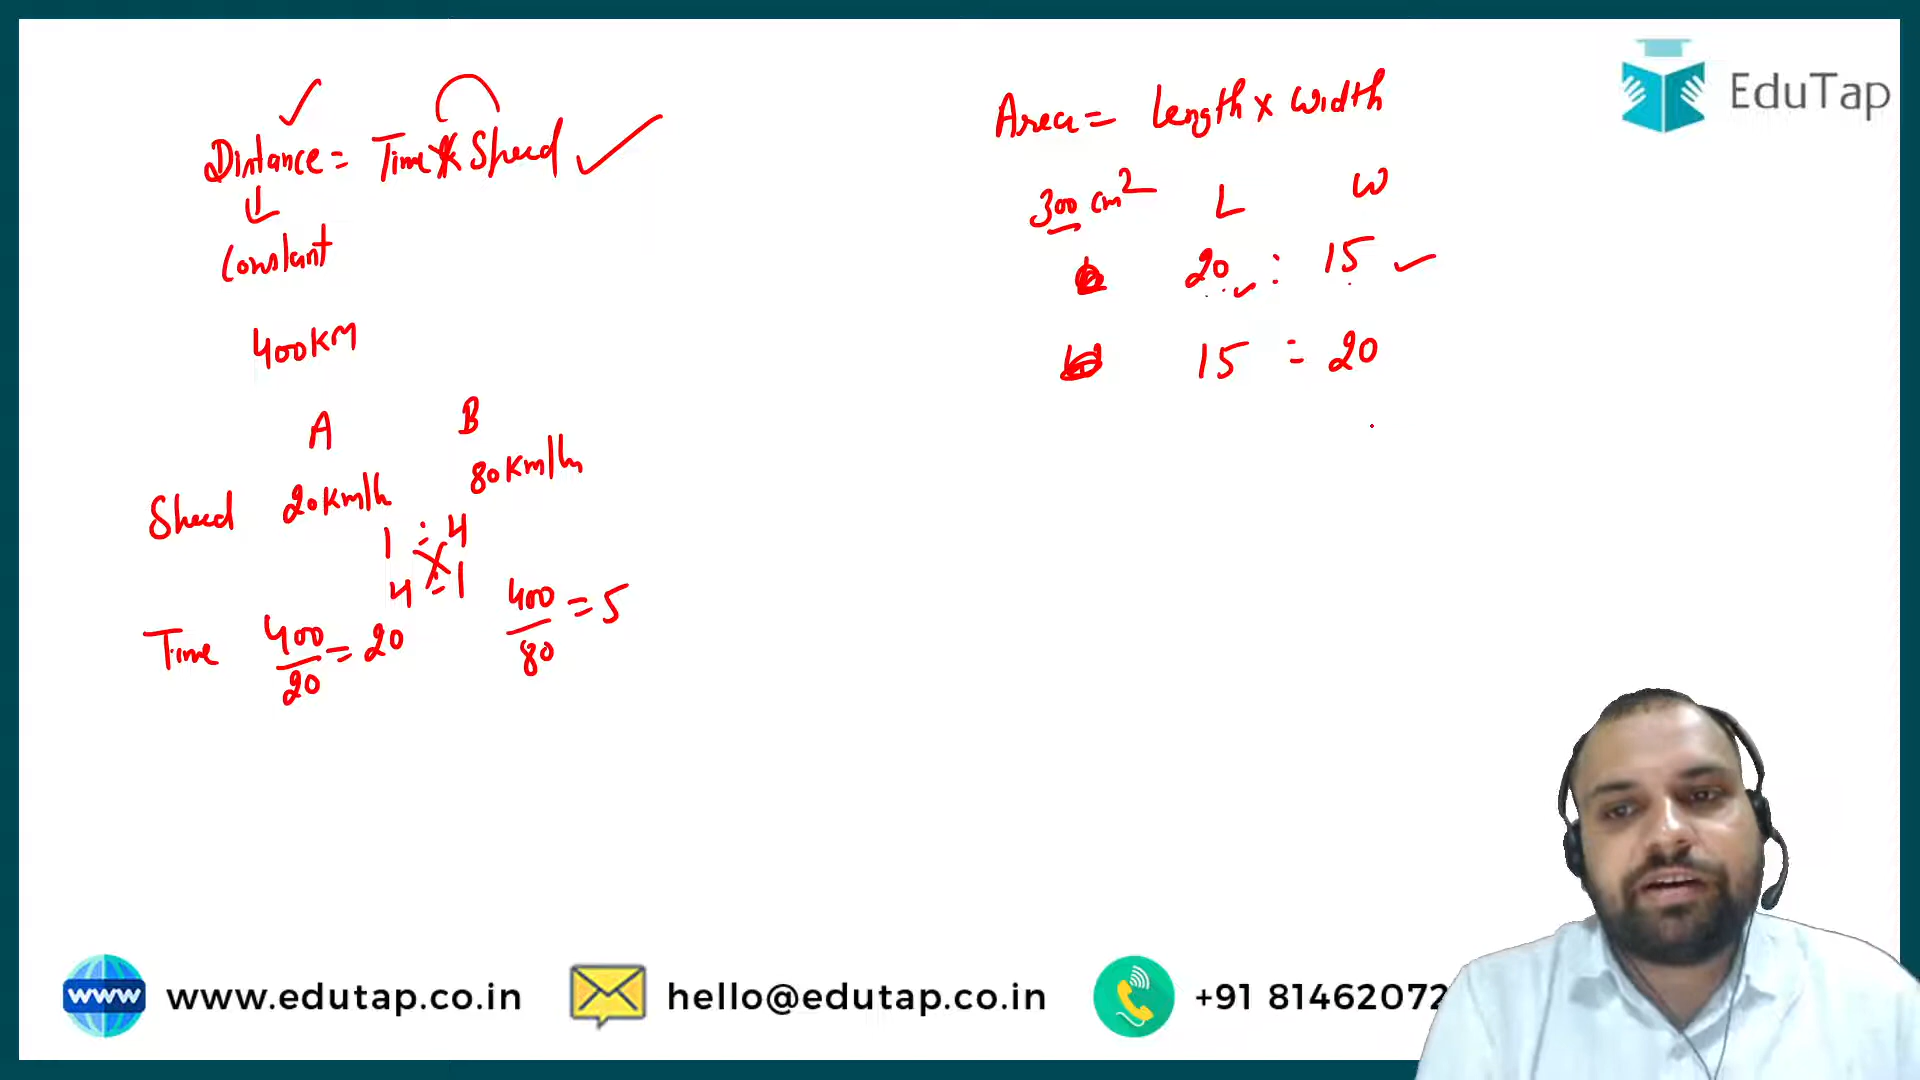 Distance = Time × Speed
Constant
400KM
A B
Speed 20Km/h 80Km/h
1 : 4
4 : 1
Time 400/20 = 20 400/80 = 5
Area = Length × Width
300 cm² L W
20 : 15
15 : 20
EduTap
www www.edutap.co.in
hello@edutap.co.in
+91 81462072